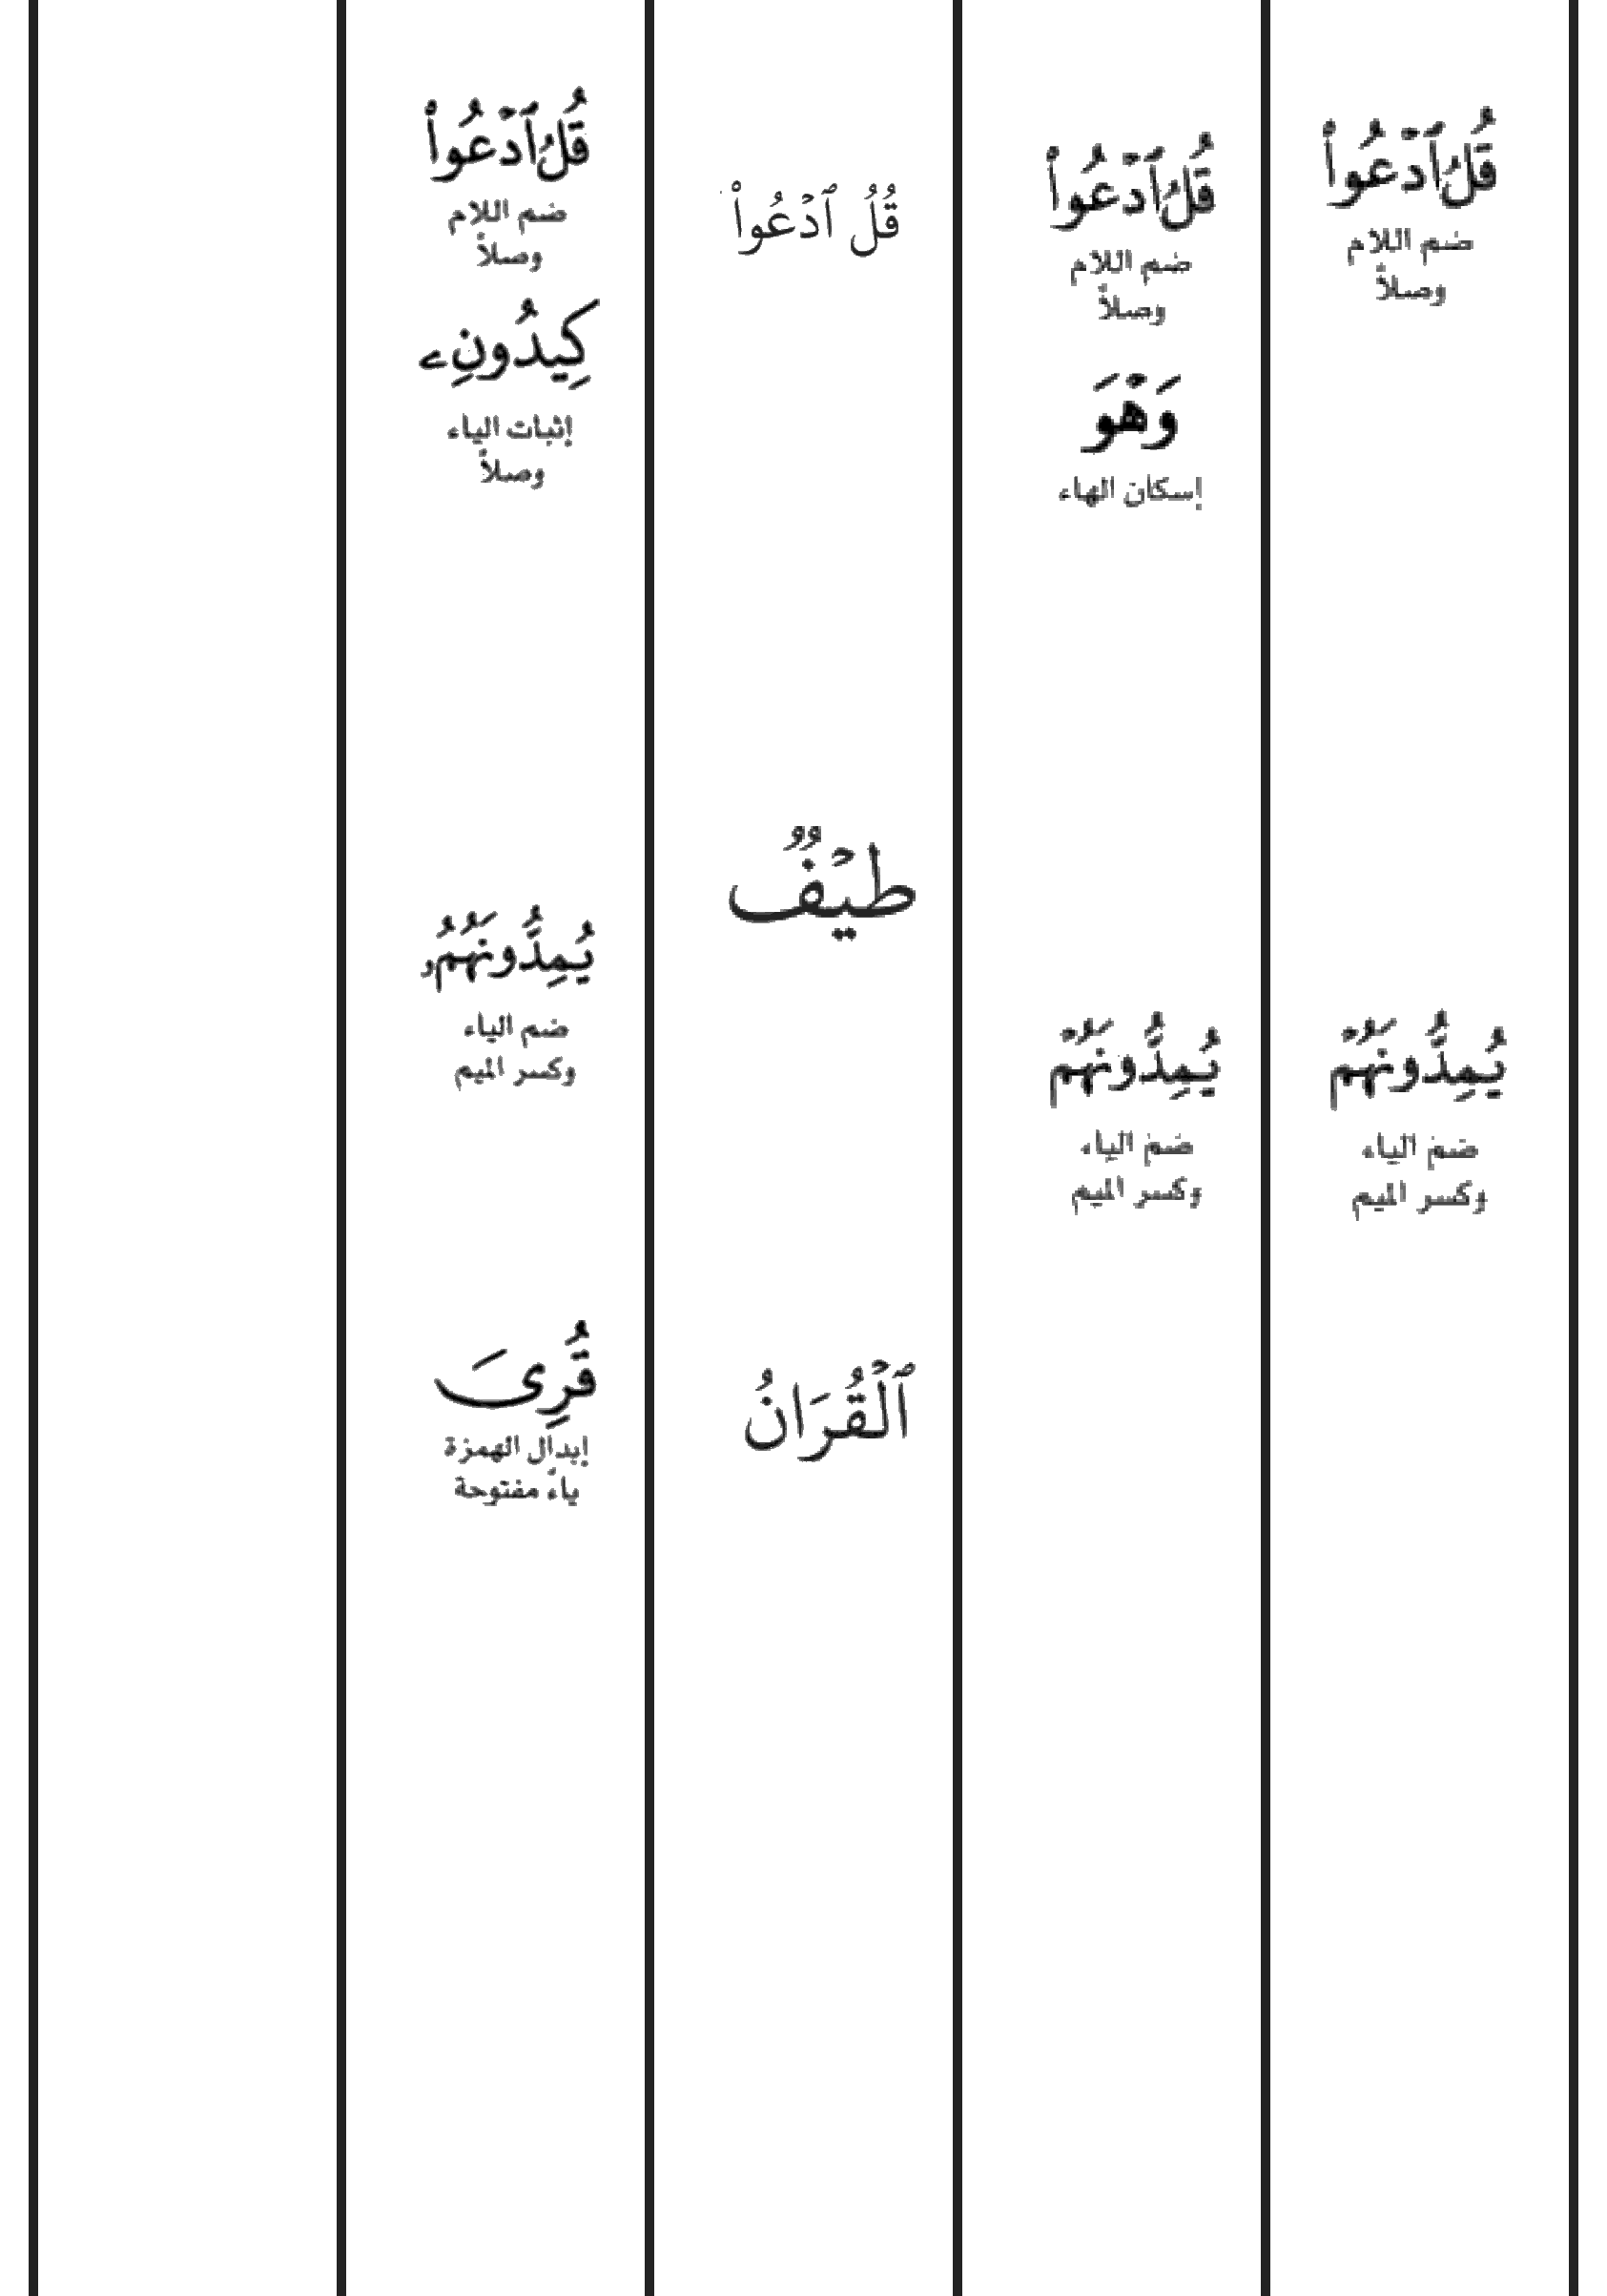 قُلُ ٱدۡعُواْ
ضم اللام
وصلاً
يُمِدُّونَهُمۡ
ضم الياء
وكسر الميم
قُلُ ٱدۡعُواْ
ضم اللام
وصلاً
وَهۡوَ
إسكان الهاء
يُمِدُّونَهُمۡ
ضم الياء
وكسر الميم
قُلُ ٱدۡعُواْ
طَيۡفٞ
ٱلۡقُرَانُ
قُلُ ٱدۡعُواْ
ضم اللام
وصلاً
كِيدُونِۦ
إثبات الياء
وصلاً
يُمِدُّونَهُمُۥ
ضم الياء
وكسر الميم
قُرِيَ
إبدال الهمزة
ياءً مفتوحة